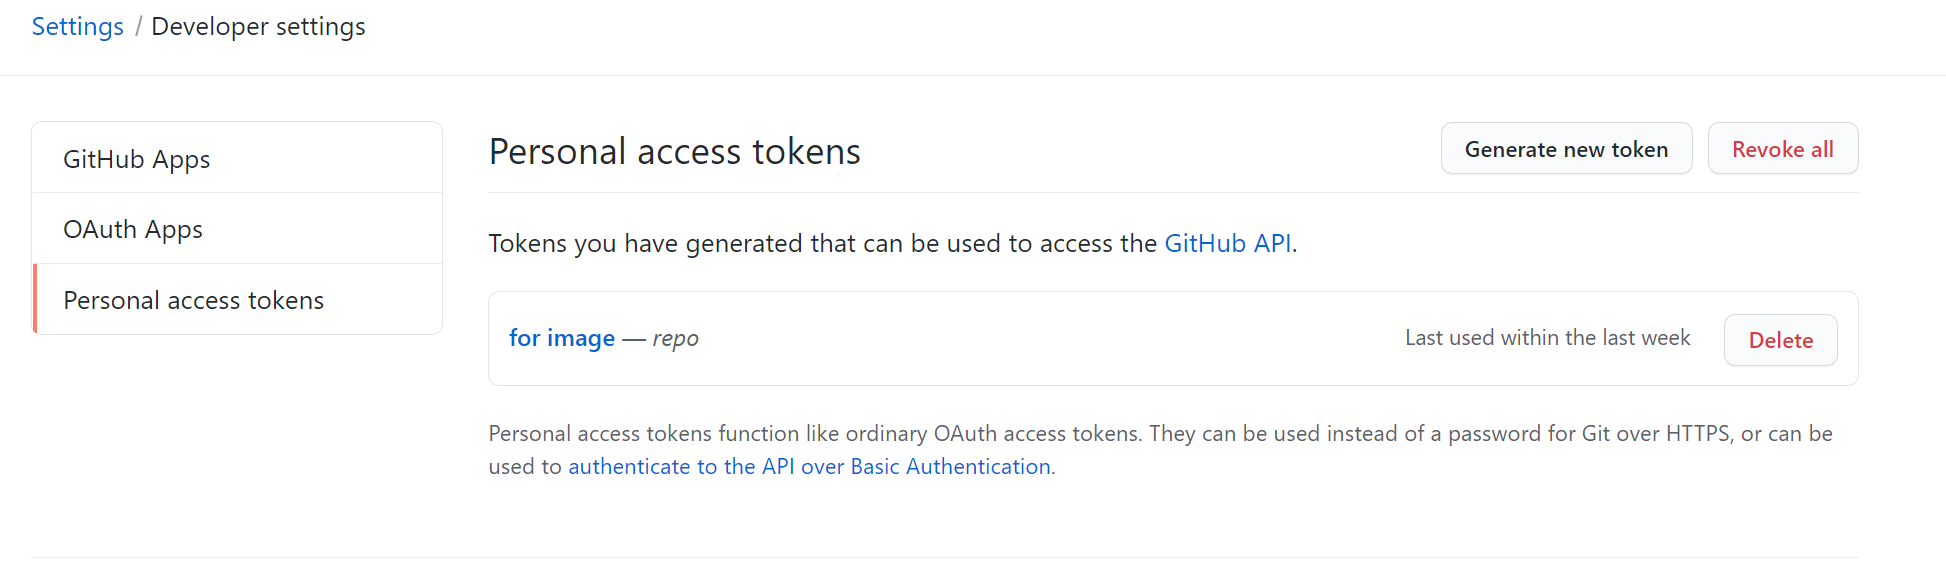 Settings / Developer settings
GitHub Apps
OAuth Apps
Personal access tokens
Personal access tokens
Generate new token
Revoke all
Tokens you have generated that can be used to access the GitHub API.
for image — repo
Last used within the last week
Delete
Personal access tokens function like ordinary OAuth access tokens. They can be used instead of a password for Git over HTTPS, or can be
used to authenticate to the API over Basic Authentication.